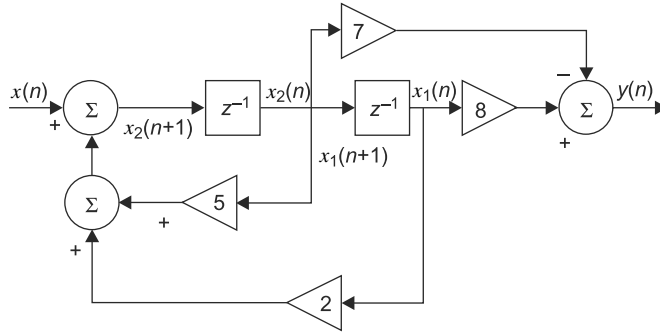 7
x(n)
Σ
z⁻¹
x₂(n)
z⁻¹
x₁(n)
8
−
Σ
y(n)
+
x₂(n+1)
x₁(n+1)
+
Σ
5
+
+
2